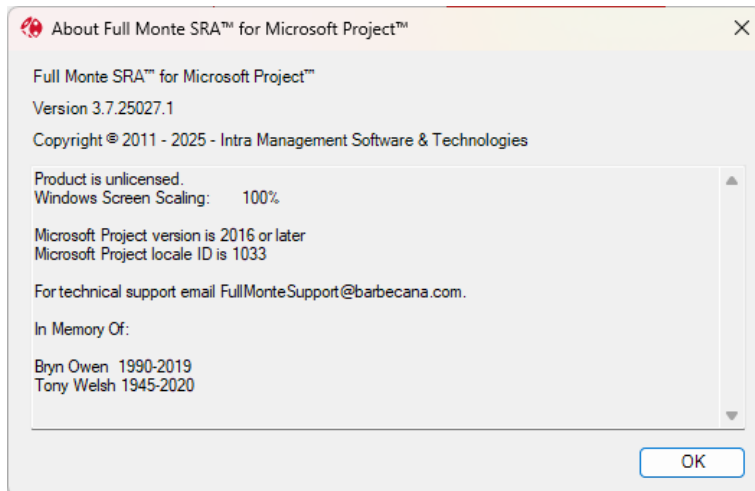 About Full Monte SRA™ for Microsoft Project™
Full Monte SRA™ for Microsoft Project™
Version 3.7.25027.1
Copyright © 2011 - 2025 - Intra Management Software & Technologies
Product is unlicensed.
Windows Screen Scaling: 100%
Microsoft Project version is 2016 or later
Microsoft Project locale ID is 1033
For technical support email FullMonteSupport@barbecana.com.
In Memory Of:
Bryn Owen 1990-2019
Tony Welsh 1945-2020
OK